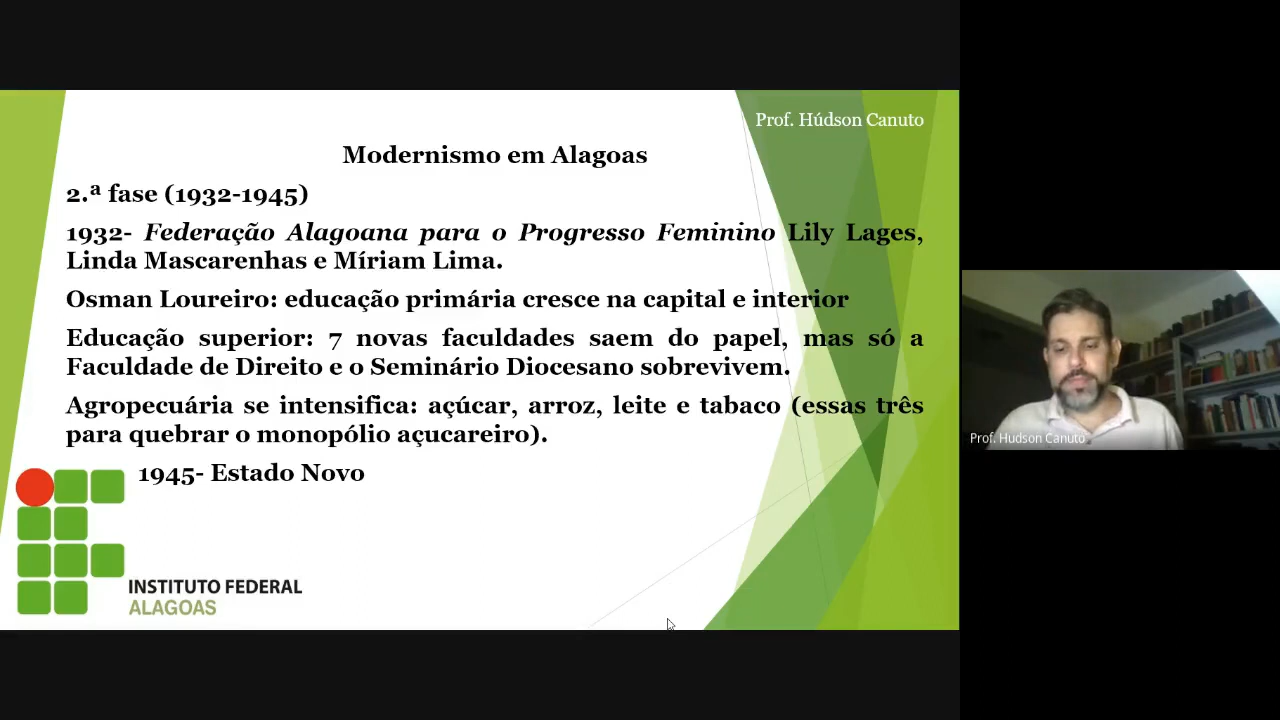 Prof. Húdson Canuto
Modernismo em Alagoas
2.ª fase (1932-1945)
1932- Federação Alagoana para o Progresso Feminino Lily Lages,
Linda Mascarenhas e Míriam Lima.
Osman Loureiro: educação primária cresce na capital e interior
Educação superior: 7 novas faculdades saem do papel, mas só a
Faculdade de Direito e o Seminário Diocesano sobrevivem.
Agropecuária se intensifica: açúcar, arroz, leite e tabaco (essas três
para quebrar o monopólio açucareiro).
1945- Estado Novo
INSTITUTO FEDERAL
ALAGOAS
Prof. Hudson Canuto